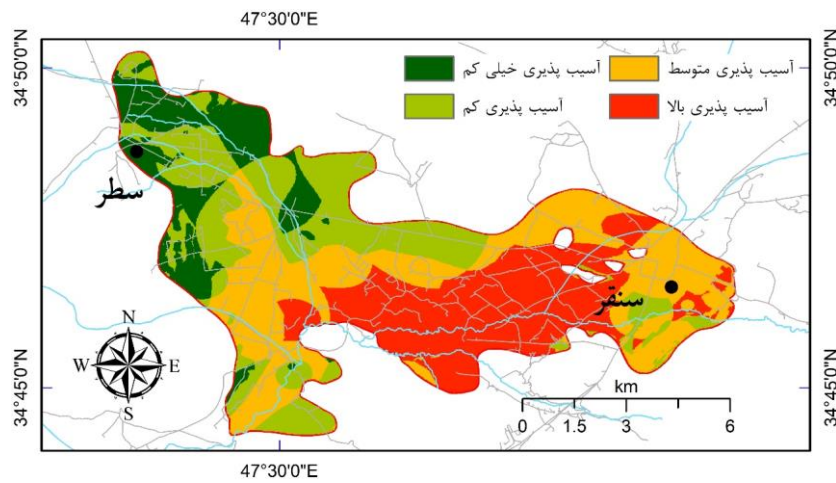 47°30'0"E
34°50'0"N
34°50'0"N
آسیب پذیری خیلی کم
آسیب پذیری متوسط
آسیب پذیری کم
آسیب پذیری بالا
سطر
سنقر
N
W
E
S
km
0 1.5 3 6
34°45'0"N
34°45'0"N
47°30'0"E